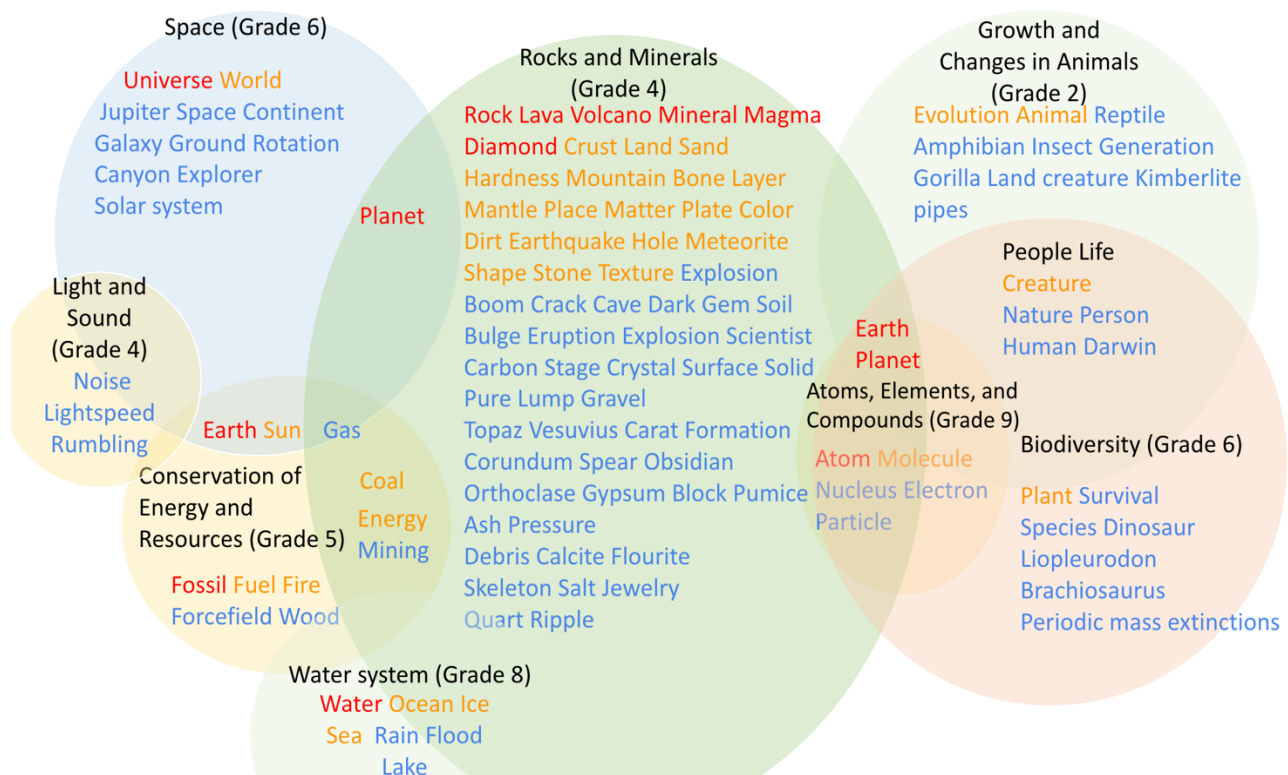 Space (Grade 6)
Universe World
Jupiter Space Continent
Galaxy Ground Rotation
Canyon Explorer
Solar system
Planet
Rocks and Minerals
(Grade 4)
Rock Lava Volcano Mineral Magma
Diamond Crust Land Sand
Hardness Mountain Bone Layer
Mantle Place Matter Plate Color
Dirt Earthquake Hole Meteorite
Shape Stone Texture Explosion
Boom Crack Cave Dark Gem Soil
Bulge Eruption Explosion Scientist
Carbon Stage Crystal Surface Solid
Pure Lump Gravel
Topaz Vesuvius Carat Formation
Corundum Spear Obsidian
Orthoclase Gypsum Block Pumice
Ash Pressure
Debris Calcite Flourite
Skeleton Salt Jewelry
Quart Ripple
Growth and
Changes in Animals
(Grade 2)
Evolution Animal Reptile
Amphibian Insect Generation
Gorilla Land creature Kimberlite
pipes
People Life
Creature
Nature Person
Human Darwin
Earth
Planet
Atoms, Elements, and
Compounds (Grade 9)
Atom Molecule
Nucleus Electron
Particle
Biodiversity (Grade 6)
Plant Survival
Species Dinosaur
Liopleurodon
Brachiosaurus
Periodic mass extinctions
Light and
Sound
(Grade 4)
Noise
Lightspeed
Rumbling
Earth Sun Gas
Conservation of
Energy and
Resources (Grade 5)
Coal
Energy
Mining
Fossil Fuel Fire
Forcefield Wood
Water system (Grade 8)
Water Ocean Ice
Sea Rain Flood
Lake